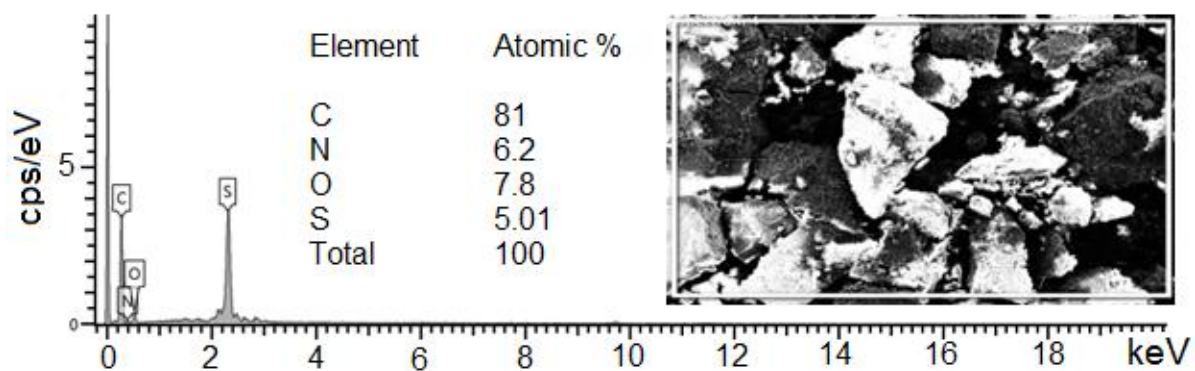 Element Atomic %
C 81
N 6.2
O 7.8
S 5.01
Total 100
cps/eV
5
0
C
N
O
S
0 2 4 6 8 10 12 14 16 18 keV